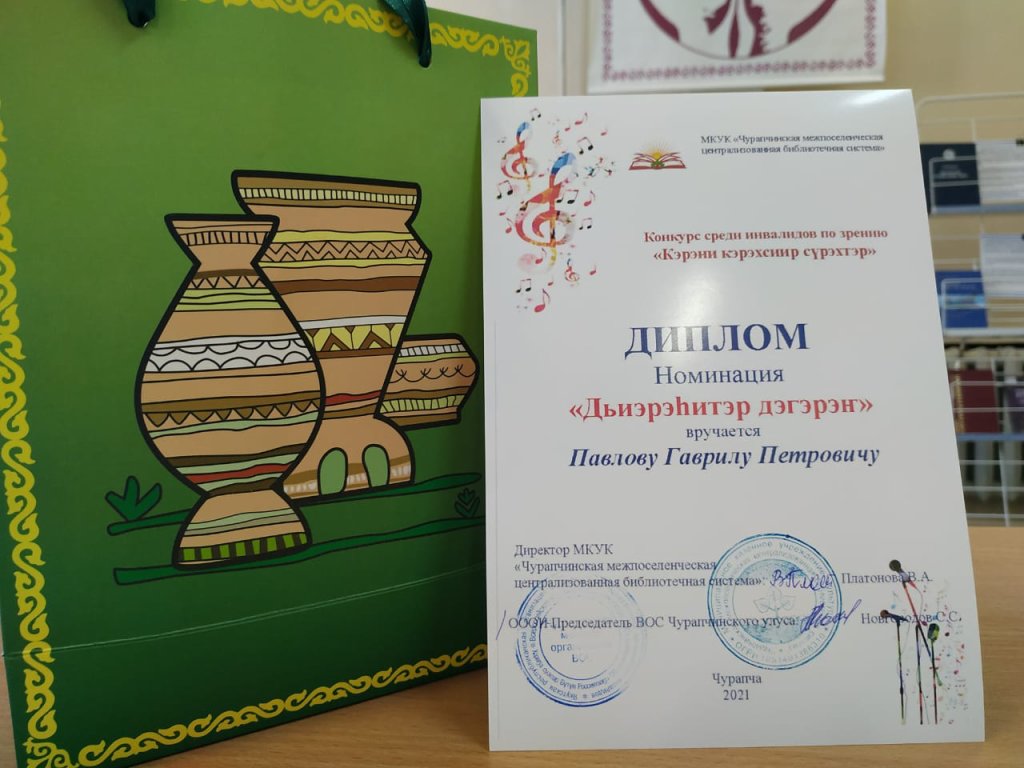 МКУК «Чурапчинская межпоселенческая
централизованная библиотечная система»
Конкурс среди инвалидов по зрению
«Кэрэни кэрэхсиир сүрэхтэр»
ДИПЛОМ
Номинация
«Дьиэрэһитэр дэгэрэҥ»
вручается
Павлову Гаврилу Петровичу
Директор МКУК
«Чурапчинская межпоселенческая
централизованная библиотечная система»: Платонова В.А.
ОООИ Председатель ВОС Чурапчинского улуса: Новгородов С.С.
Чурапча
2021